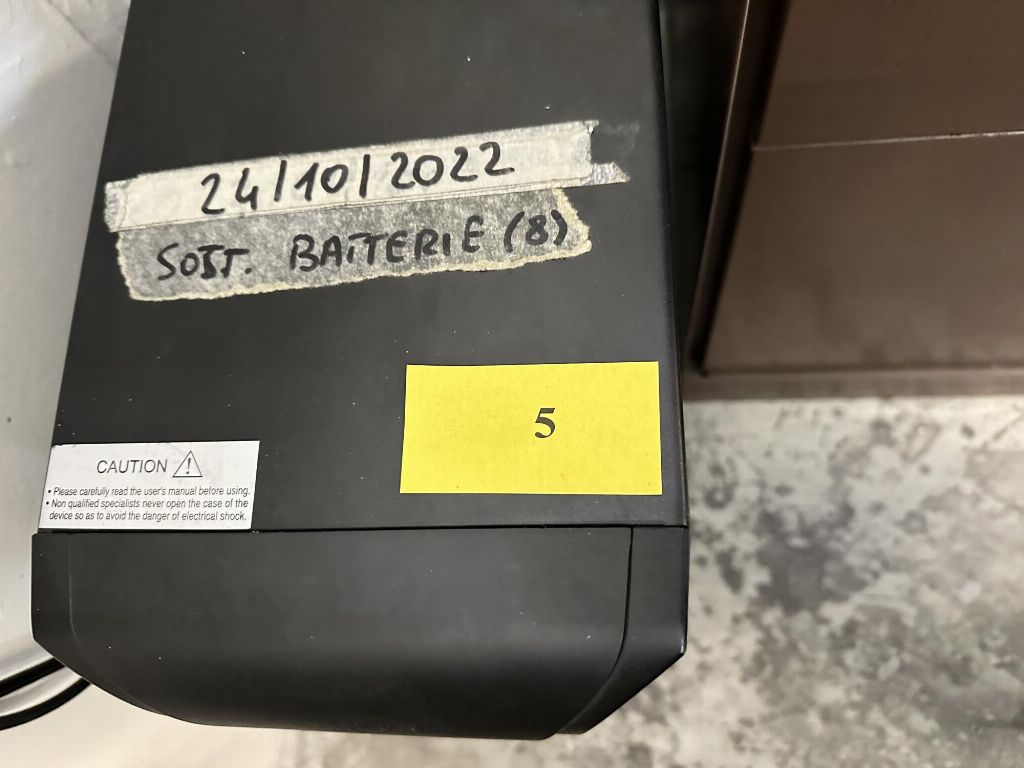 24/10/2022
SOST. BATTERIE (8)
5
CAUTION
• Please carefully read the user's manual before using.
• Non qualified specialists never open the case of the
device so as to avoid the danger of electrical shock.